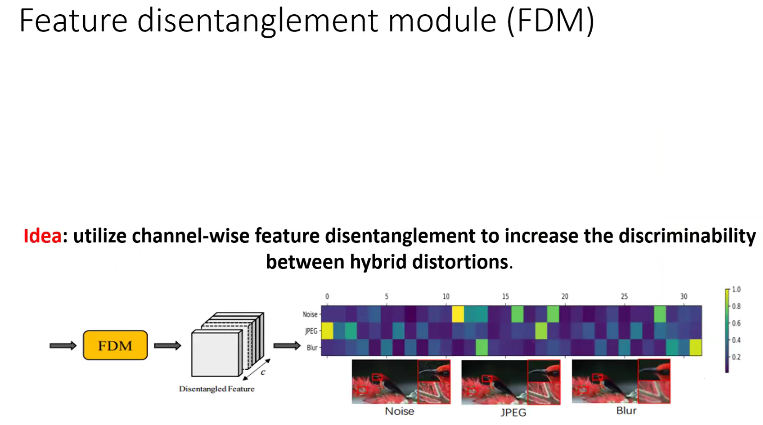 Feature disentanglement module (FDM)
Idea: utilize channel-wise feature disentanglement to increase the discriminability
between hybrid distortions.
0 5 10 15 20 25 30
Noise
JPEG
Blur
1.0
0.8
0.6
0.4
0.2
FDM
c
Disentangled Feature
Noise JPEG Blur